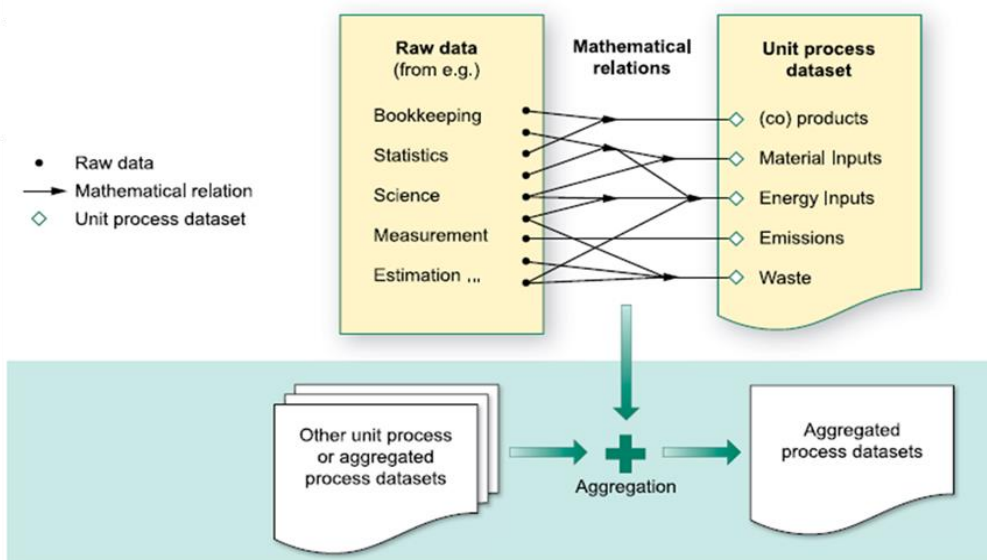 Raw data
(from e.g.)
Mathematical
relations
Unit process
dataset
Bookkeeping
Statistics
Science
Measurement
Estimation ...
(co) products
Material Inputs
Energy Inputs
Emissions
Waste
Raw data
Mathematical relation
Unit process dataset
Other unit process
or aggregated
process datasets
Aggregation
Aggregated
process datasets